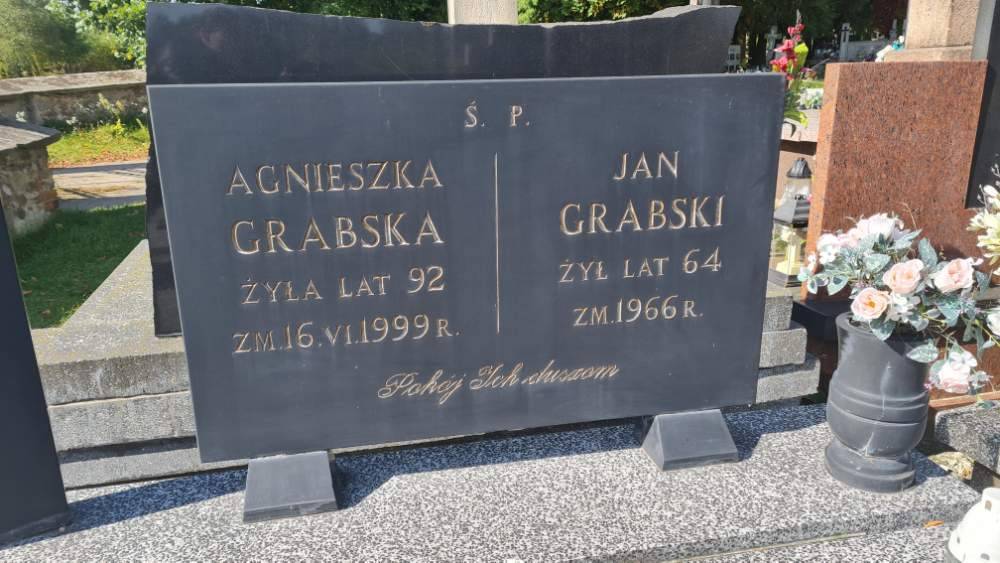 Ś. P.
AGNIESZKA
GRABSKA
ŻYŁA LAT 92
ZM.16.VI.1999 R.
JAN
GRABSKI
ŻYŁ LAT 64
ZM.1966 R.
Pokój Ich duszom